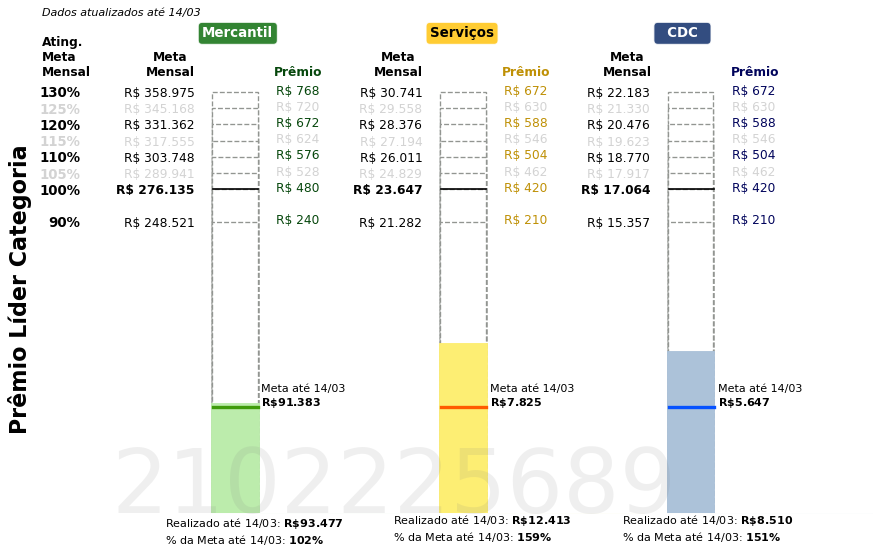 Dados atualizados até 14/03
Mercantil Serviços CDC
Ating. Meta Mensal Meta Mensal Prêmio Meta Mensal Prêmio Meta Mensal Prêmio
130% R$ 358.975 R$ 768 R$ 30.741 R$ 672 R$ 22.183 R$ 672
125% R$ 345.168 R$ 720 R$ 29.558 R$ 630 R$ 21.330 R$ 630
120% R$ 331.362 R$ 672 R$ 28.376 R$ 588 R$ 20.476 R$ 588
115% R$ 317.555 R$ 624 R$ 27.194 R$ 546 R$ 19.623 R$ 546
110% R$ 303.748 R$ 576 R$ 26.011 R$ 504 R$ 18.770 R$ 504
105% R$ 289.941 R$ 528 R$ 24.829 R$ 462 R$ 17.917 R$ 462
100% R$ 276.135 R$ 480 R$ 23.647 R$ 420 R$ 17.064 R$ 420
90% R$ 248.521 R$ 240 R$ 21.282 R$ 210 R$ 15.357 R$ 210
Prêmio Líder Categoria
Meta até 14/03 Meta até 14/03 Meta até 14/03
R$91.383 R$7.825 R$5.647
2102225689
Realizado até 14/03: R$93.477 Realizado até 14/03: R$12.413 Realizado até 14/03: R$8.510
% da Meta até 14/03: 102% % da Meta até 14/03: 159% % da Meta até 14/03: 151%